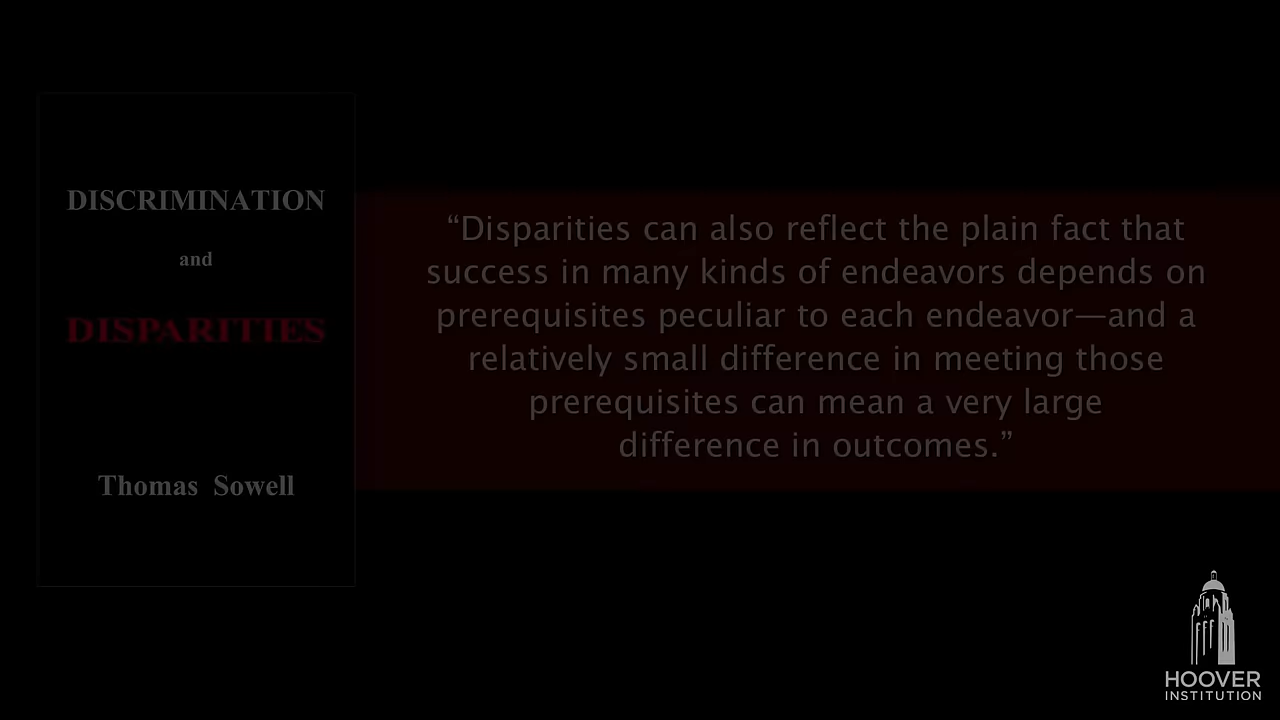 DISCRIMINATION
and
DISPARITIES
Thomas Sowell
“Disparities can also reflect the plain fact that
success in many kinds of endeavors depends on
prerequisites peculiar to each endeavor—and a
relatively small difference in meeting those
prerequisites can mean a very large
difference in outcomes.”
HOOVER
INSTITUTION